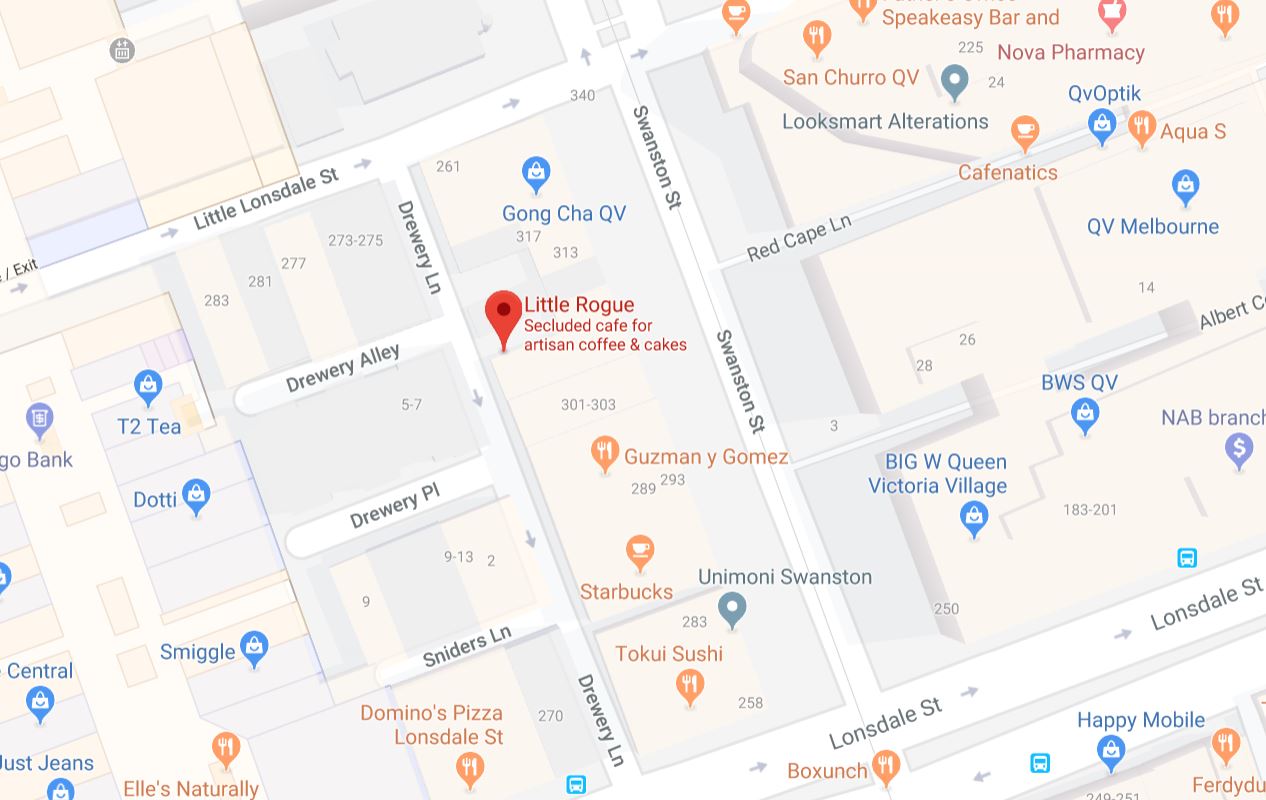 Speakeasy Bar and
225
Nova Pharmacy
San Churro QV
24
QvOptik
340
Looksmart Alterations
Aqua S
Swanston St
Cafenatics
261
Little Lonsdale St
Gong Cha QV
QV Melbourne
Drewery Ln
273-275
317
313
Red Cape Ln
/ Exit
277
281
283
14
Little Rogue
Secluded cafe for
artisan coffee & cakes
Albert
26
28
Drewery Alley
Swanston St
BWS QV
5-7
301-303
T2 Tea
3
NAB branch
go Bank
Guzman y Gomez
BIG W Queen
Victoria Village
293
289
Dotti
Drewery Pl
183-201
9-13
2
Starbucks
Unimoni Swanston
9
250
Lonsdale St
283
Sniders Ln
Smiggle
Tokui Sushi
Central
Drewery Ln
258
Domino's Pizza
Lonsdale St
270
Lonsdale St
Happy Mobile
Just Jeans
Boxunch
Elle's Naturally
Ferdydu
249-251